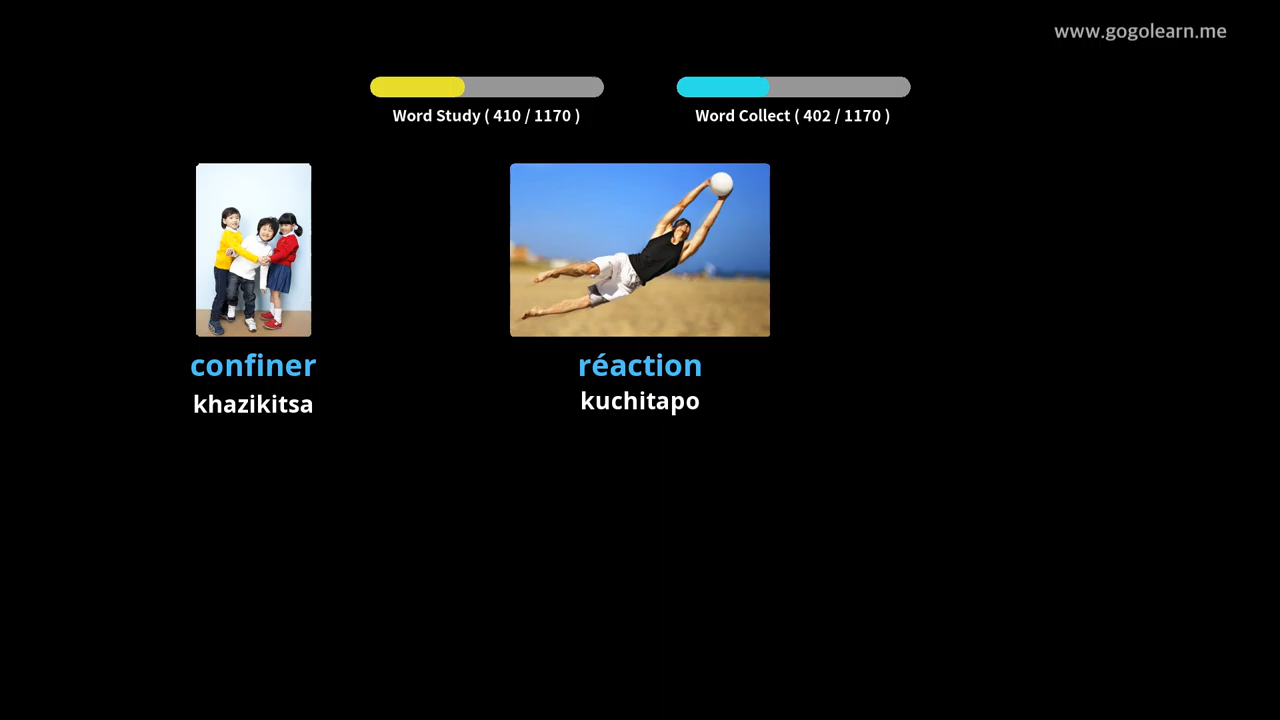 www.gogolearn.me
Word Study ( 410 / 1170 )
Word Collect ( 402 / 1170 )
confiner
khazikitsa
réaction
kuchitapo